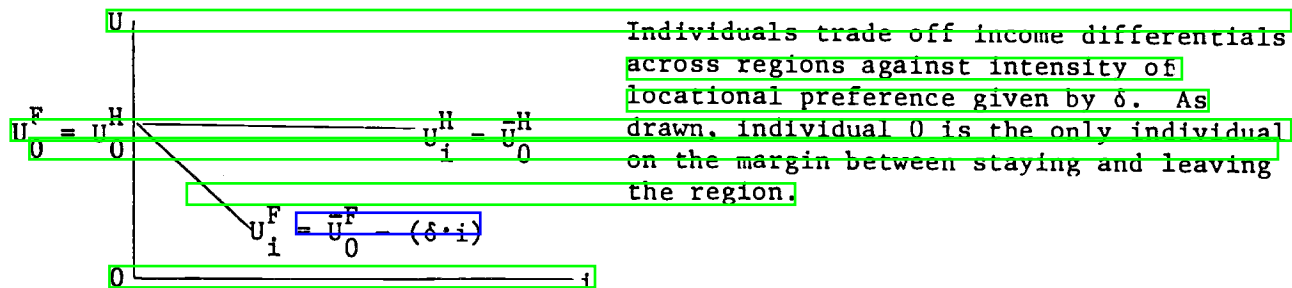 U
Individuals trade off income differentials
across regions against intensity of
locational preference given by δ. As
drawn, individual 0 is the only individual
on the margin between staying and leaving
the region.
U₀ᶠ = U₀ᴴ
Uᵢᴴ – Ū₀ᴴ
Uᵢᶠ = Ū₀ᶠ – (δ·i)
0
i